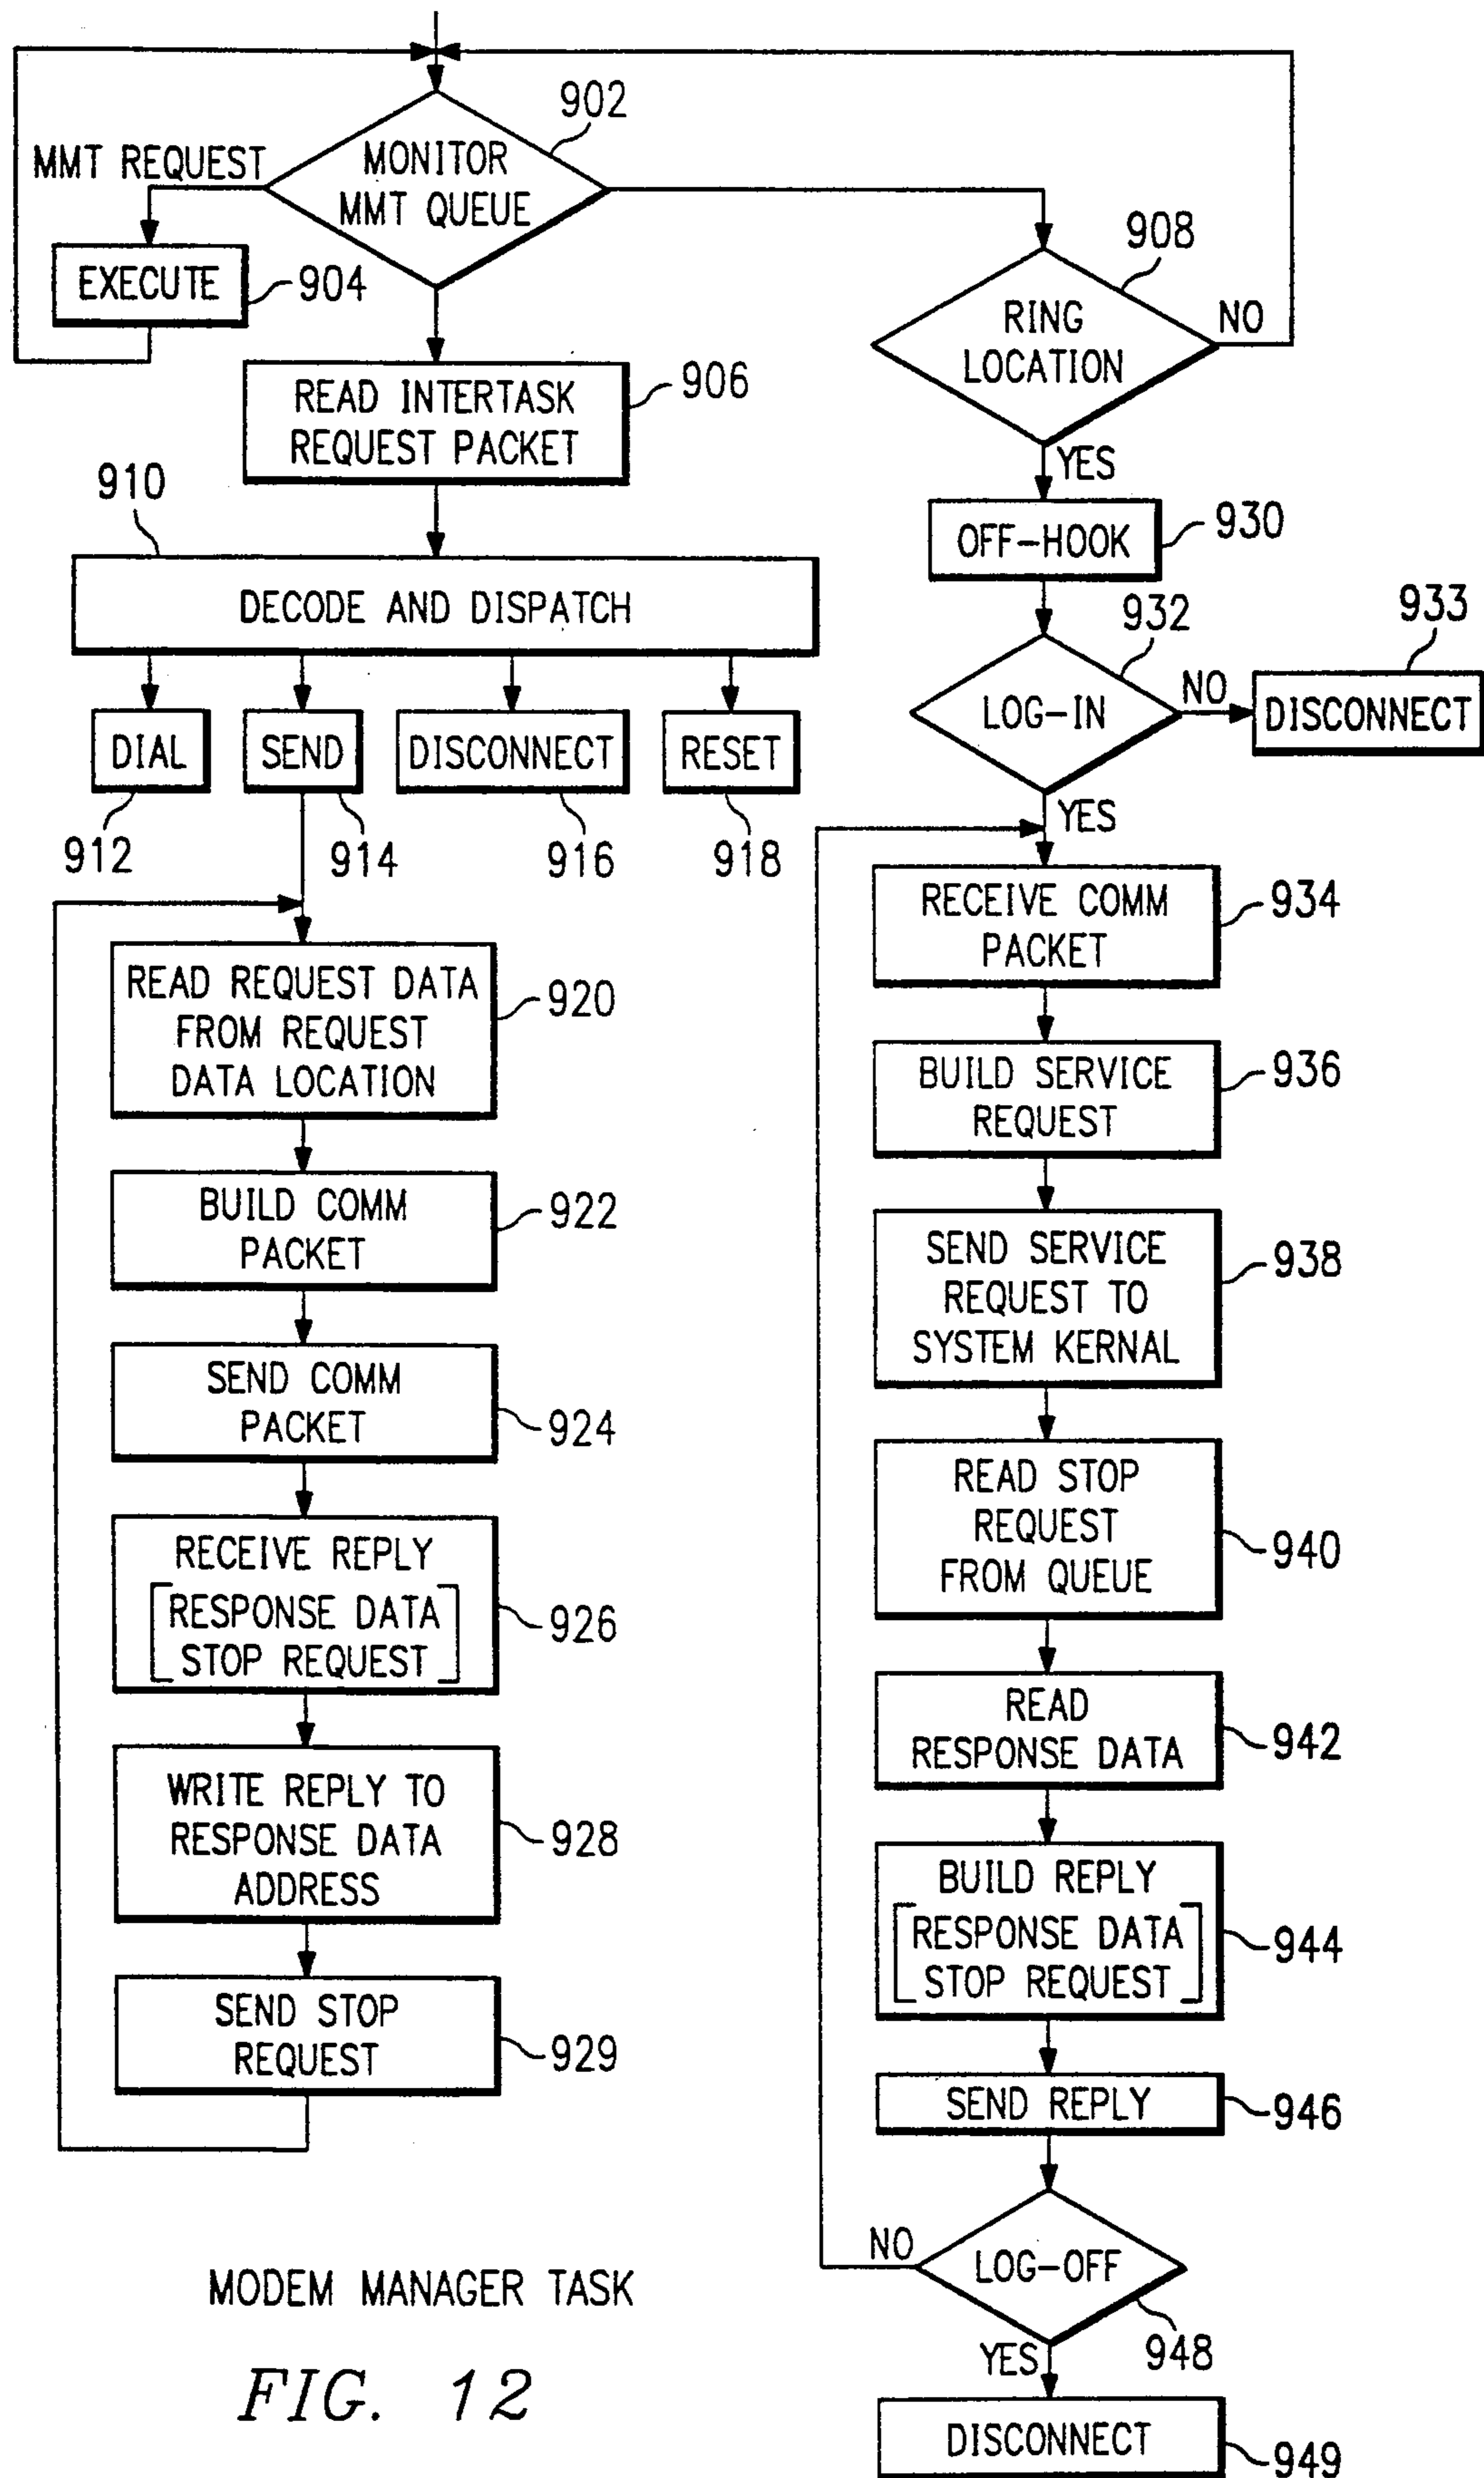 902
MMT REQUEST
MONITOR
MMT QUEUE
EXECUTE
904
908
RING
LOCATION
NO
YES
READ INTERTASK
REQUEST PACKET
906
910
DECODE AND DISPATCH
DIAL
SEND
DISCONNECT
RESET
912
914
916
918
READ REQUEST DATA
FROM REQUEST
DATA LOCATION
920
BUILD COMM
PACKET
922
SEND COMM
PACKET
924
RECEIVE REPLY
RESPONSE DATA
STOP REQUEST
926
WRITE REPLY TO
RESPONSE DATA
ADDRESS
928
SEND STOP
REQUEST
929
OFF-HOOK
930
932
LOG-IN
NO
933
DISCONNECT
YES
RECEIVE COMM
PACKET
934
BUILD SERVICE
REQUEST
936
SEND SERVICE
REQUEST TO
SYSTEM KERNAL
938
READ STOP
REQUEST
FROM QUEUE
940
READ
RESPONSE DATA
942
BUILD REPLY
RESPONSE DATA
STOP REQUEST
944
SEND REPLY
946
NO
LOG-OFF
948
YES
DISCONNECT
949
MODEM MANAGER TASK
FIG. 12